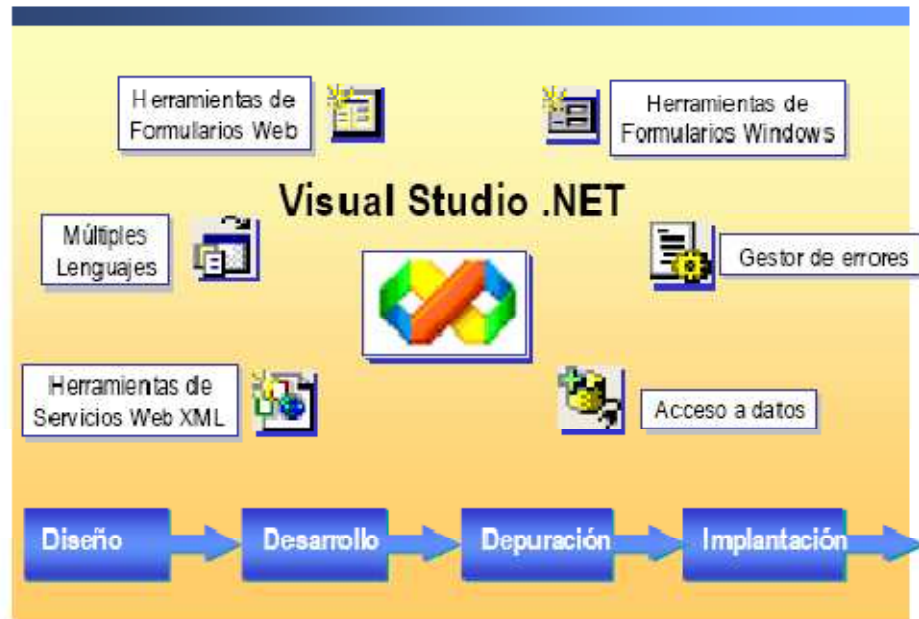 Herramientas de
Formularios Web
Herramientas de
Formularios Windows
Visual Studio .NET
Múltiples
Lenguajes
Gestor de errores
Herramientas de
Servicios Web XML
Acceso a datos
Diseño
Desarrollo
Depuración
Implantación